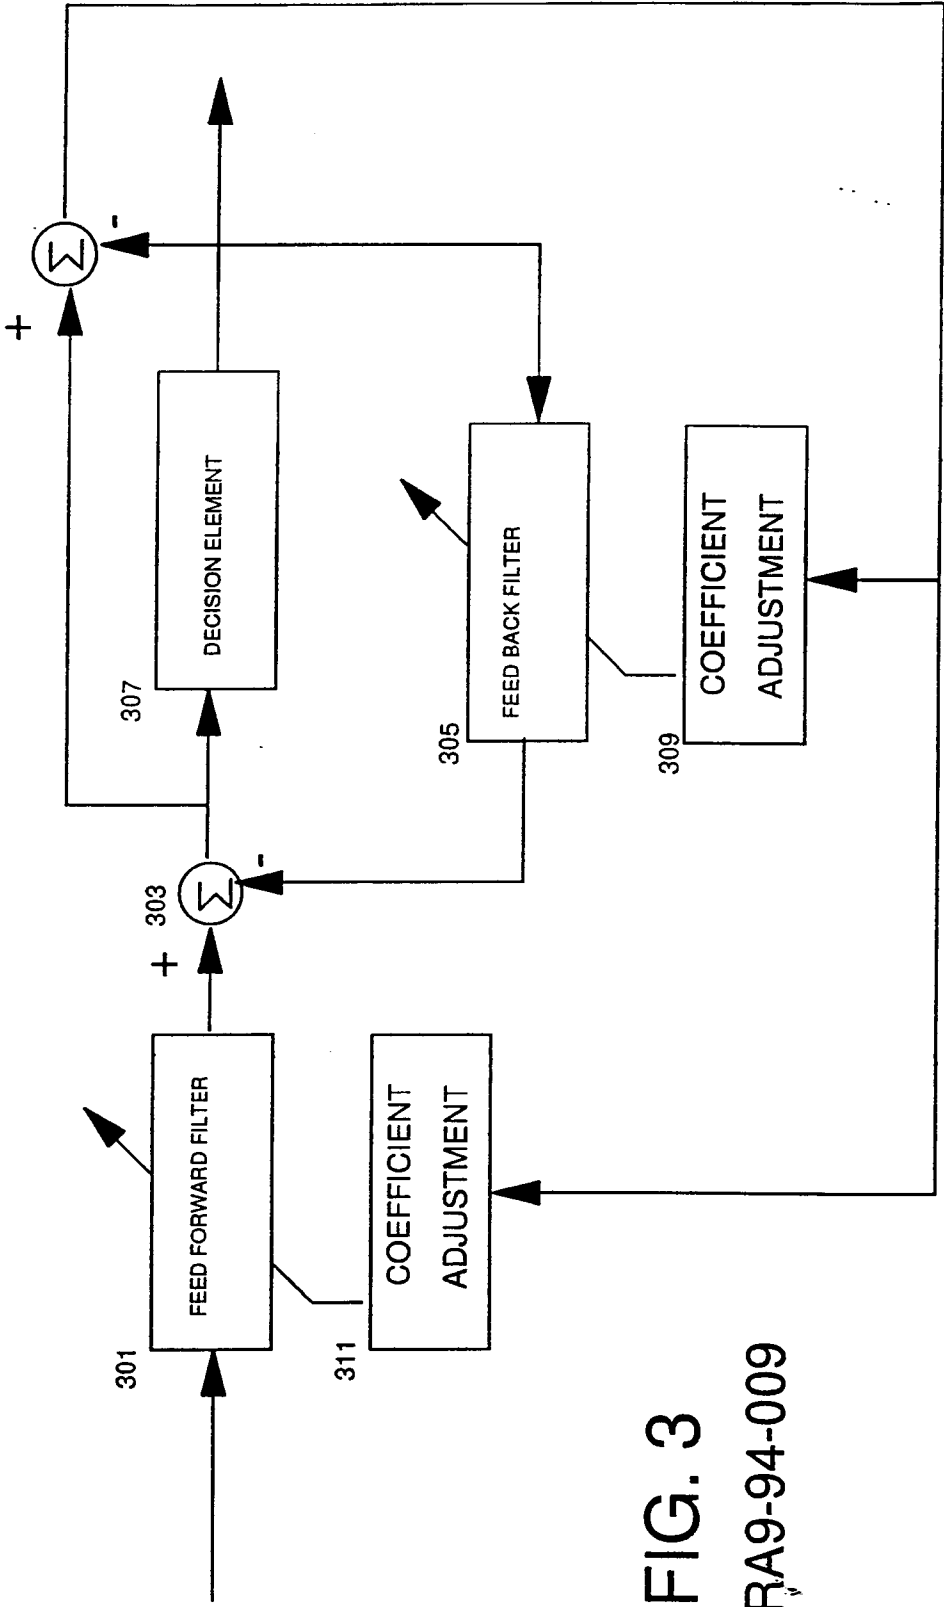 +
Σ
-
307
DECISION ELEMENT
303
Σ
+
-
305
FEED BACK FILTER
309
COEFFICIENT
ADJUSTMENT
301
FEED FORWARD FILTER
311
COEFFICIENT
ADJUSTMENT
FIG. 3
RA9-94-009